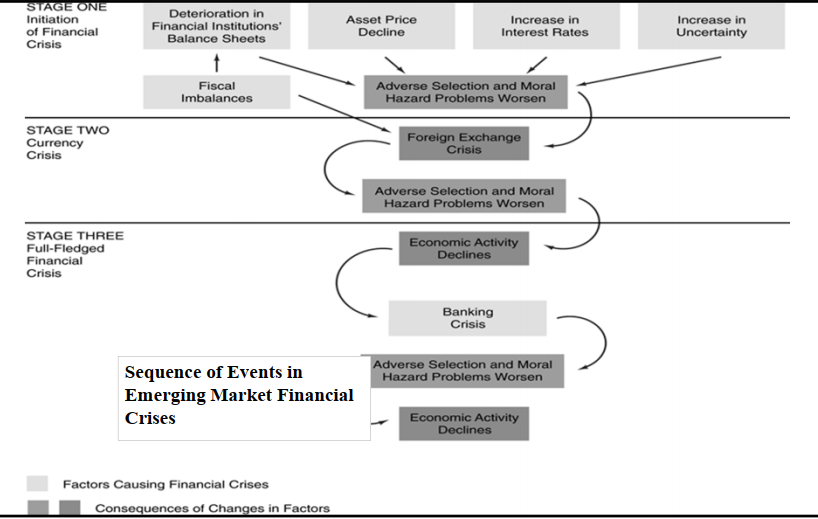 STAGE ONE
Initiation
of Financial
Crisis
Deterioration in
Financial Institutions'
Balance Sheets
Asset Price
Decline
Increase in
Interest Rates
Increase in
Uncertainty
Fiscal
Imbalances
Adverse Selection and Moral
Hazard Problems Worsen
STAGE TWO
Currency
Crisis
Foreign Exchange
Crisis
Adverse Selection and Moral
Hazard Problems Worsen
STAGE THREE
Full-Fledged
Financial
Crisis
Economic Activity
Declines
Banking
Crisis
Sequence of Events in
Emerging Market Financial
Crises
Adverse Selection and Moral
Hazard Problems Worsen
Economic Activity
Declines
Factors Causing Financial Crises
Consequences of Changes in Factors